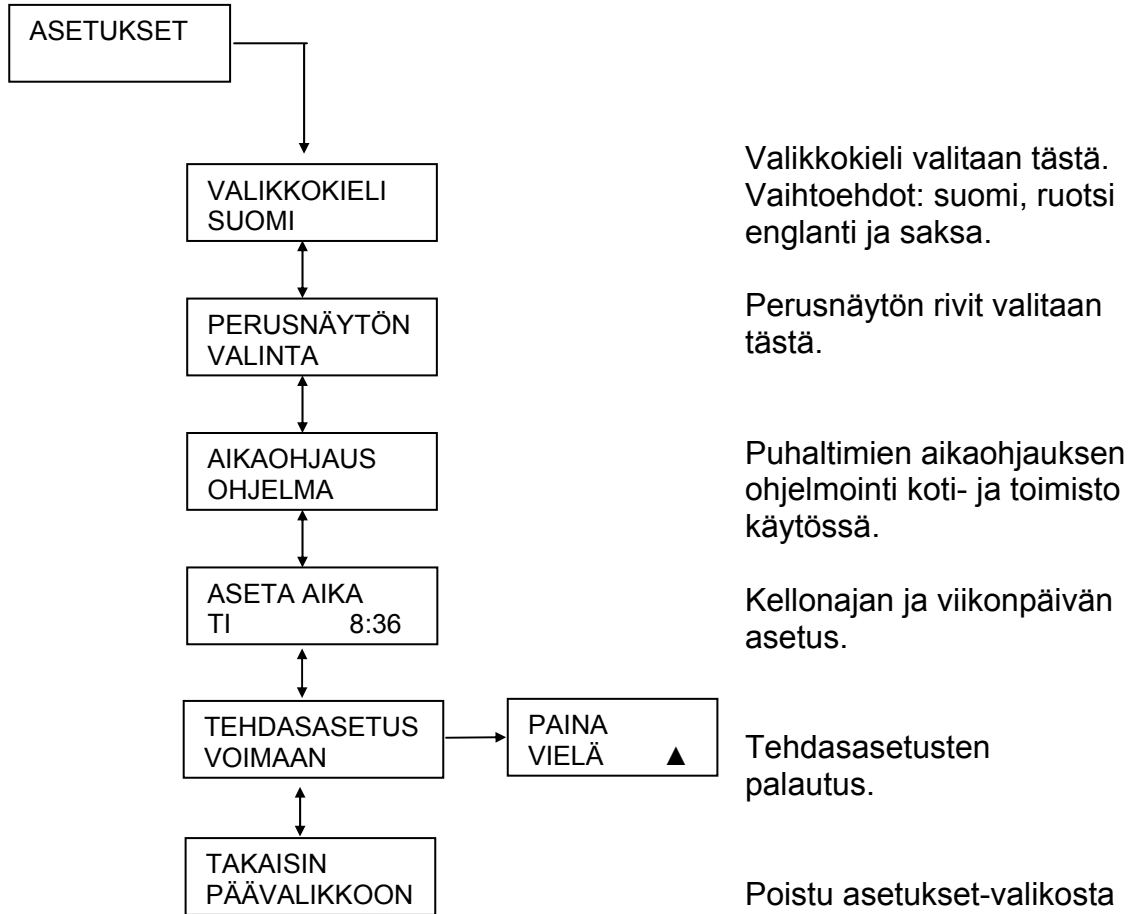 ASETUKSET
VALIKKOKIELI
SUOMI
Valikkokieli valitaan tästä.
Vaihtoehdot: suomi, ruotsi
englanti ja saksa.
PERUSNÄYTÖN
VALINTA
Perusnäytön rivit valitaan
tästä.
AIKAOHJAUS
OHJELMA
Puhaltimien aikaohjauksen
ohjelmointi koti- ja toimisto
käytössä.
ASETA AIKA
TI 8:36
Kellonajan ja viikonpäivän
asetus.
TEHDASASETUS
VOIMAAN
PAINA
VIELÄ ▲
Tehdasasetusten
palautus.
TAKAISIN
PÄÄVALIKKOON
Poistu asetukset-valikosta